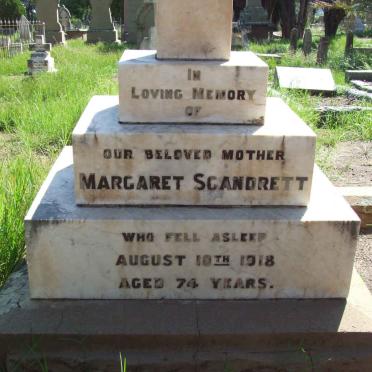 IN
LOVING MEMORY
OF
OUR BELOVED MOTHER
MARGARET SCANDRETT
WHO FELL ASLEEP
AUGUST 10TH 1918
AGED 74 YEARS.